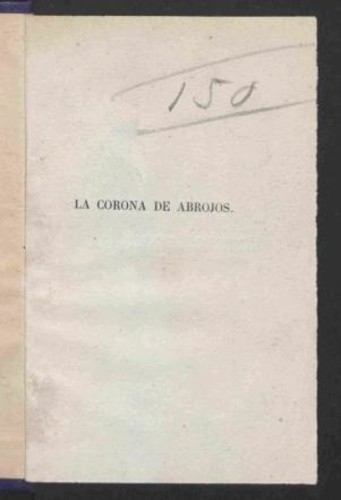 150
LA CORONA DE ABROJOS.